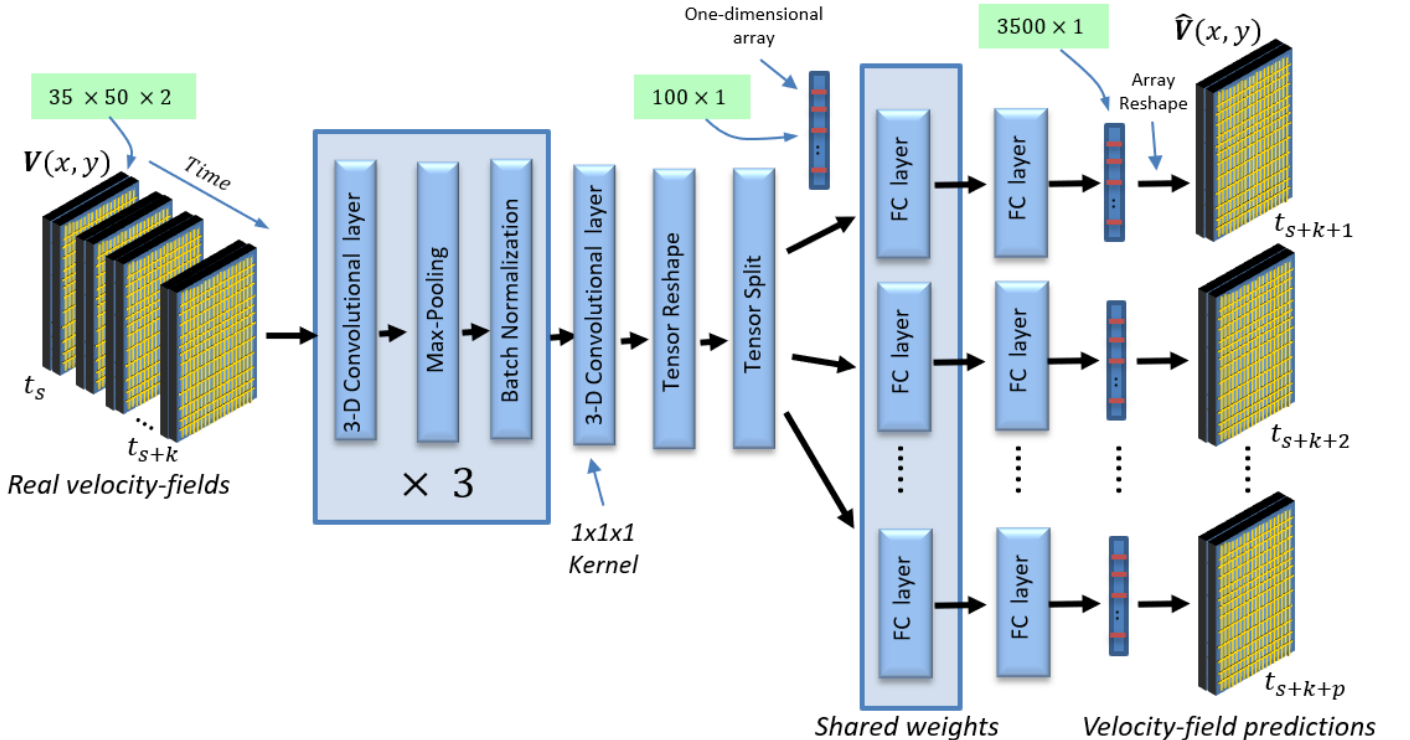 One-dimensional
array
3500 × 1
V̂(x, y)
35 × 50 × 2
100 × 1
Array
Reshape
V(x, y)
Time
3-D Convolutional layer
Max-Pooling
Batch Normalization
× 3
3-D Convolutional layer
Tensor Reshape
Tensor Split
FC layer
FC layer
t_{s+k+1}
FC layer
FC layer
t_{s+k+2}
FC layer
FC layer
t_{s+k+p}
t_s
...
t_{s+k}
Real velocity-fields
1x1x1
Kernel
Shared weights
Velocity-field predictions